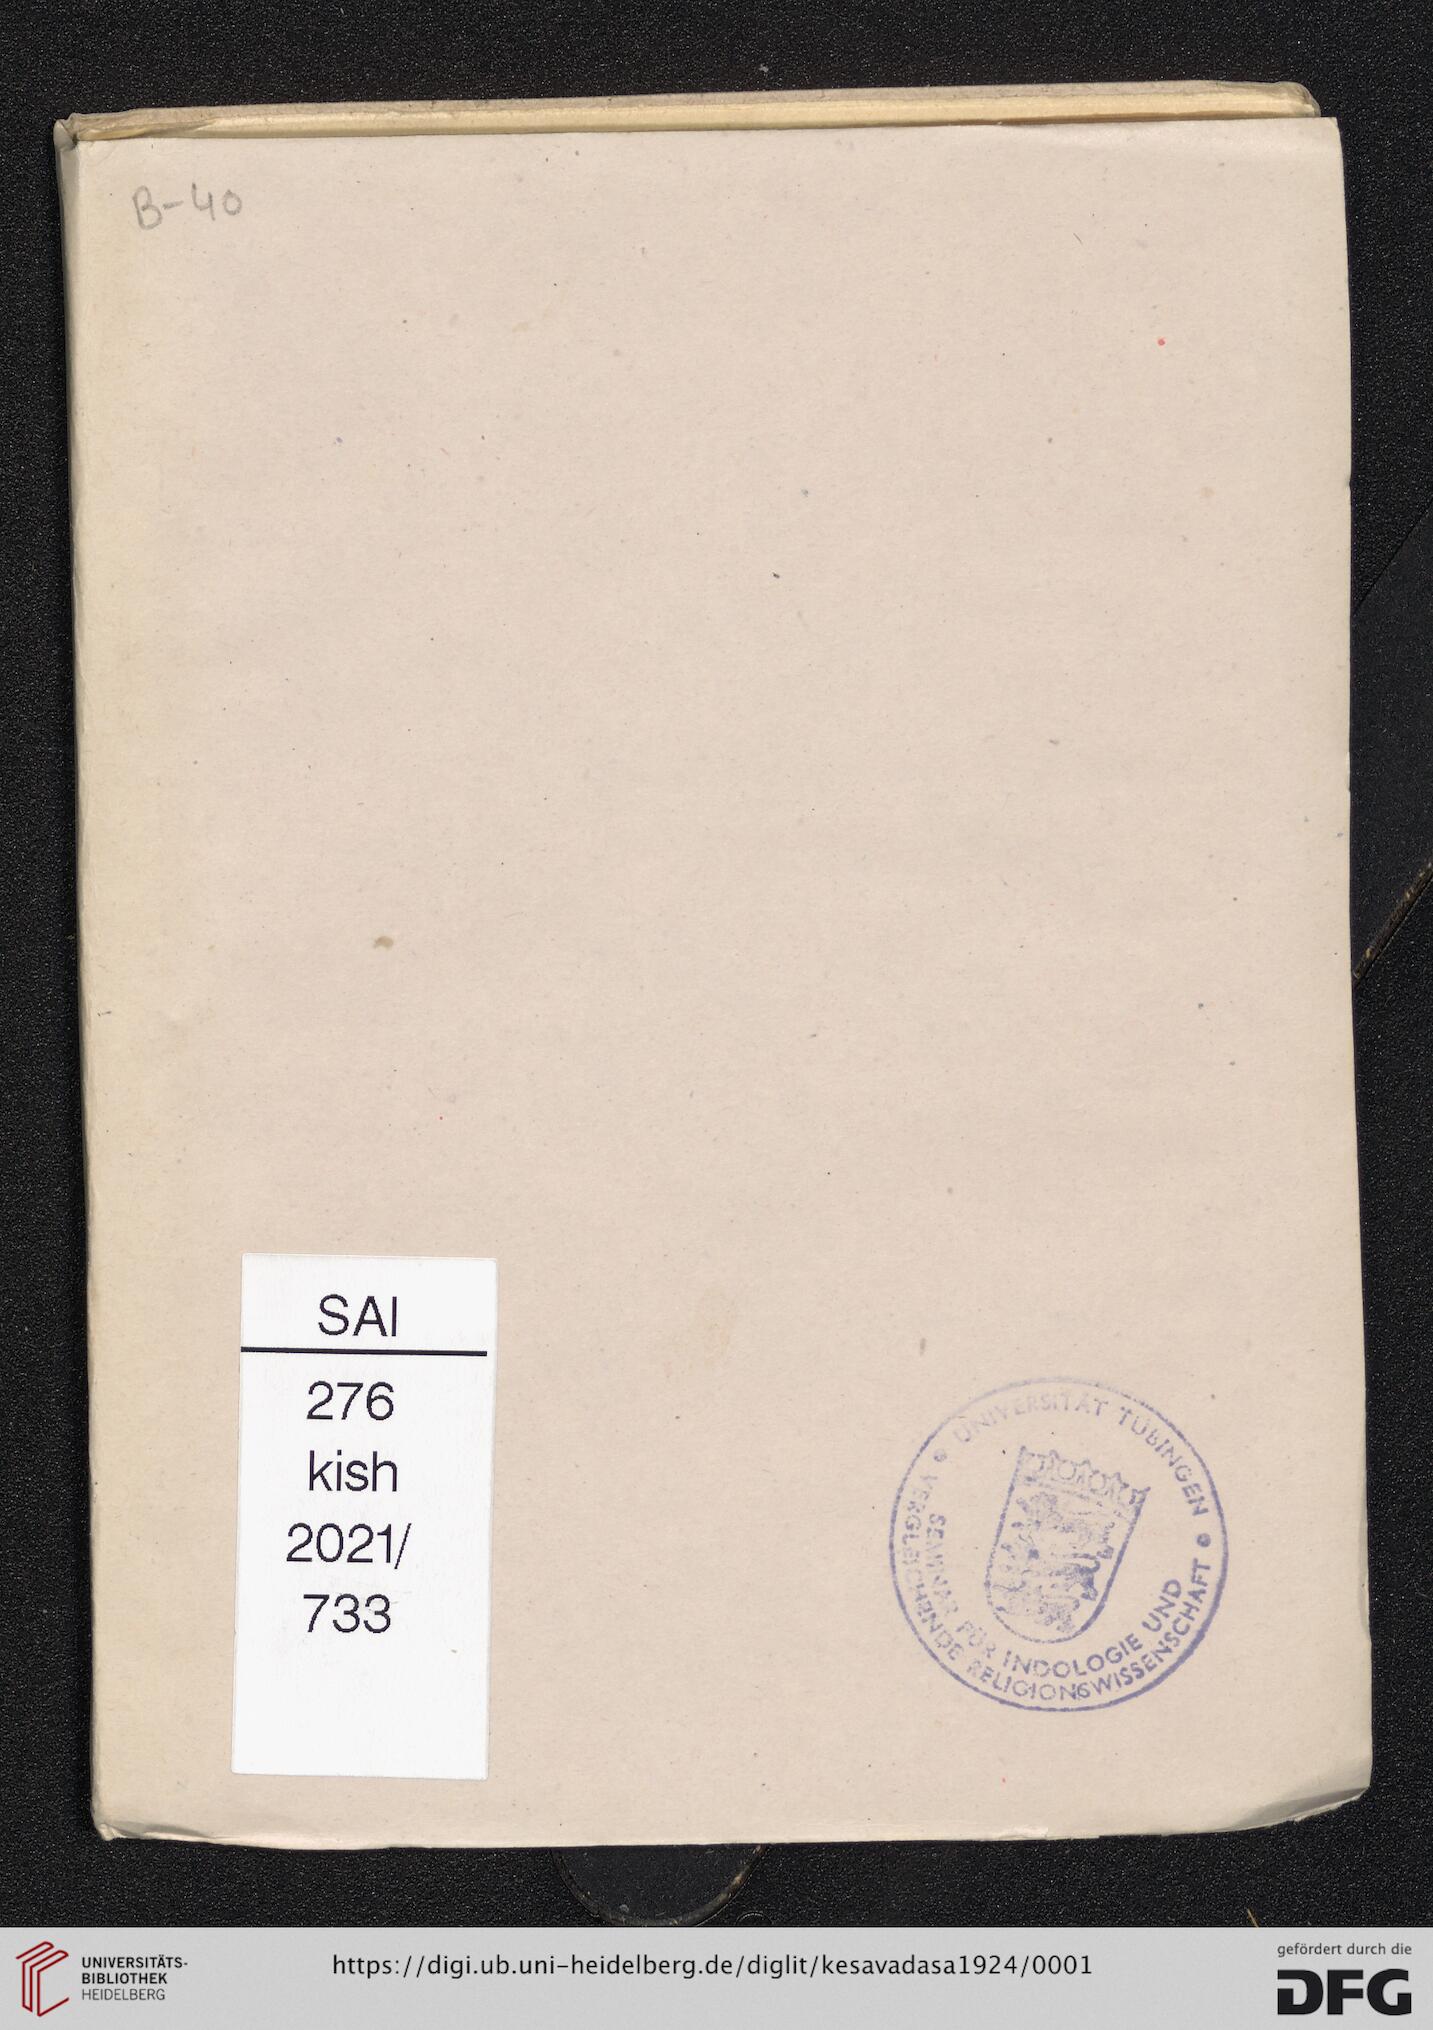 B-40
SAI
276
kish
2021/
733
UNIVERSITÄT TÜBINGEN
SEMINAR FÜR INDOLOGIE UND
VERGLEICHENDE RELIGIONSWISSENSCHAFT
UNIVERSITÄTS-
BIBLIOTHEK
HEIDELBERG
https://digi.ub.uni-heidelberg.de/diglit/kesavadasa1924/0001
gefördert durch die
DFG